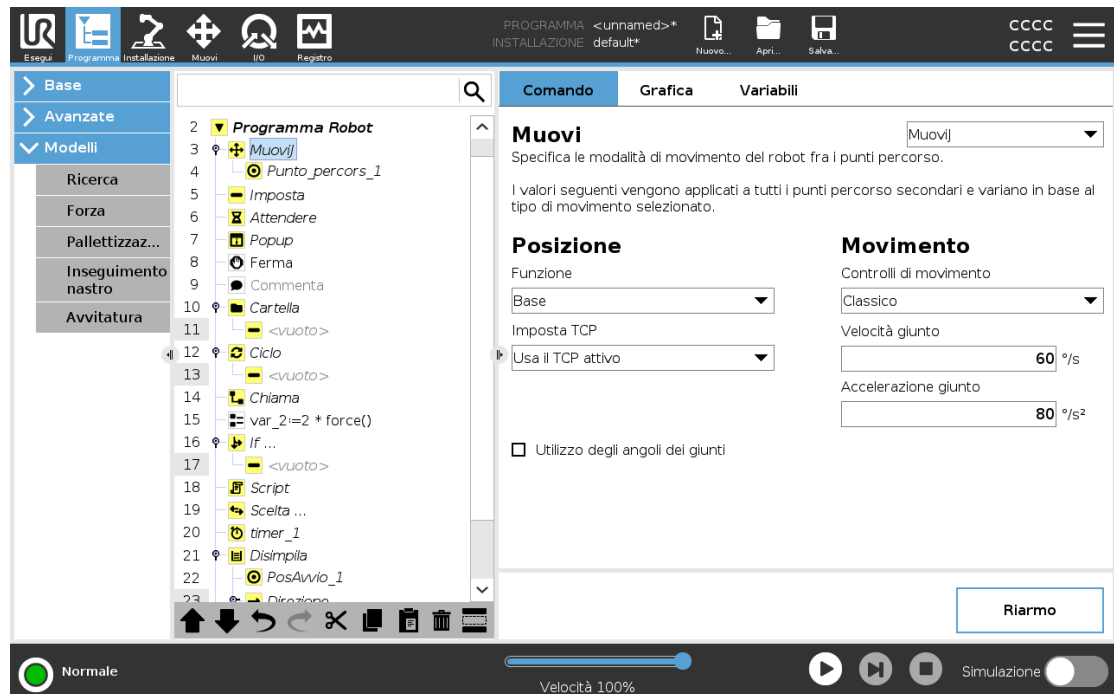 PROGRAMMA <unnamed>*
INSTALLAZIONE default*
Esegui
Programma
Installazione
Muovi
I/O
Registro
Nuovo...
Apri...
Salva...
CCCC
CCCC
Base
Avanzate
Modelli
Ricerca
Forza
Pallettizzaz...
Inseguimento
nastro
Avvitatura
2 Programma Robot
3 MuoviJ
4 Punto_percors_1
5 Imposta
6 Attendere
7 Popup
8 Ferma
9 Commenta
10 Cartella
11 <vuoto>
12 Ciclo
13 <vuoto>
14 Chiama
15 var_2:=2 * force()
16 If ...
17 <vuoto>
18 Script
19 Scelta ...
20 timer_1
21 Disimpila
22 PosAvvio_1
23 Direzione
Comando
Grafica
Variabili
Muovi
MuoviJ
Specifica le modalità di movimento del robot fra i punti percorso.
I valori seguenti vengono applicati a tutti i punti percorso secondari e variano in base al
tipo di movimento selezionato.
Posizione
Funzione
Base
Imposta TCP
Usa il TCP attivo
Utilizzo degli angoli dei giunti
Movimento
Controlli di movimento
Classico
Velocità giunto
60 °/s
Accelerazione giunto
80 °/s²
Riarmo
Normale
Velocità 100%
Simulazione